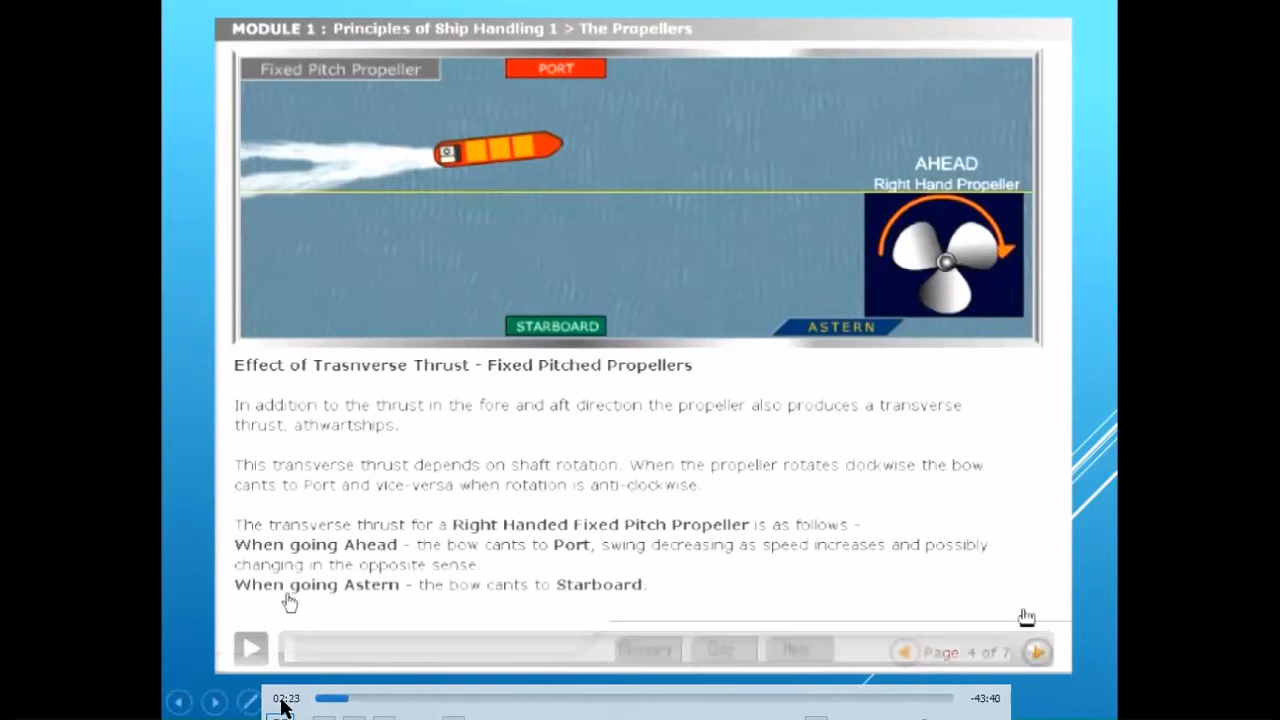 MODULE 1 : Principles of Ship Handling 1 > The Propellers
Fixed Pitch Propeller
PORT
AHEAD
Right Hand Propeller
STARBOARD
ASTERN
Effect of Trasnverse Thrust - Fixed Pitched Propellers
In addition to the thrust in the fore and aft direction the propeller also produces a transverse
thrust, athwartships.
This transverse thrust depends on shaft rotation. When the propeller rotates clockwise the bow
cants to Port and vice-versa when rotation is anti-clockwise.
The transverse thrust for a Right Handed Fixed Pitch Propeller is as follows -
When going Ahead - the bow cants to Port, swing decreasing as speed increases and possibly
changing in the opposite sense.
When going Astern - the bow cants to Starboard.
Page 4 of 7
02:23
-43:40